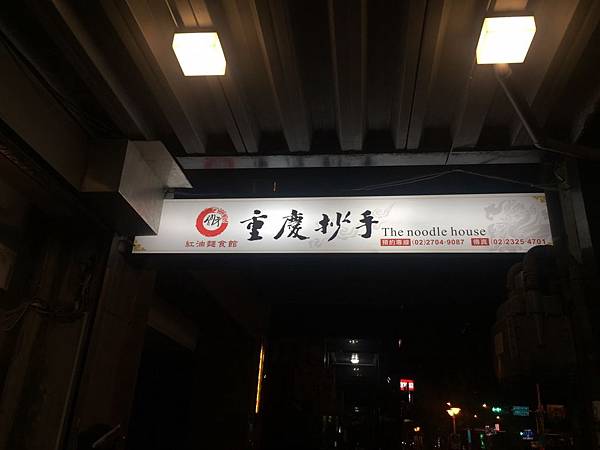 重慶抄手 The noodle house
紅油麵食館 預約專線 (02)2704-9087 傳真 (02)2325-4701